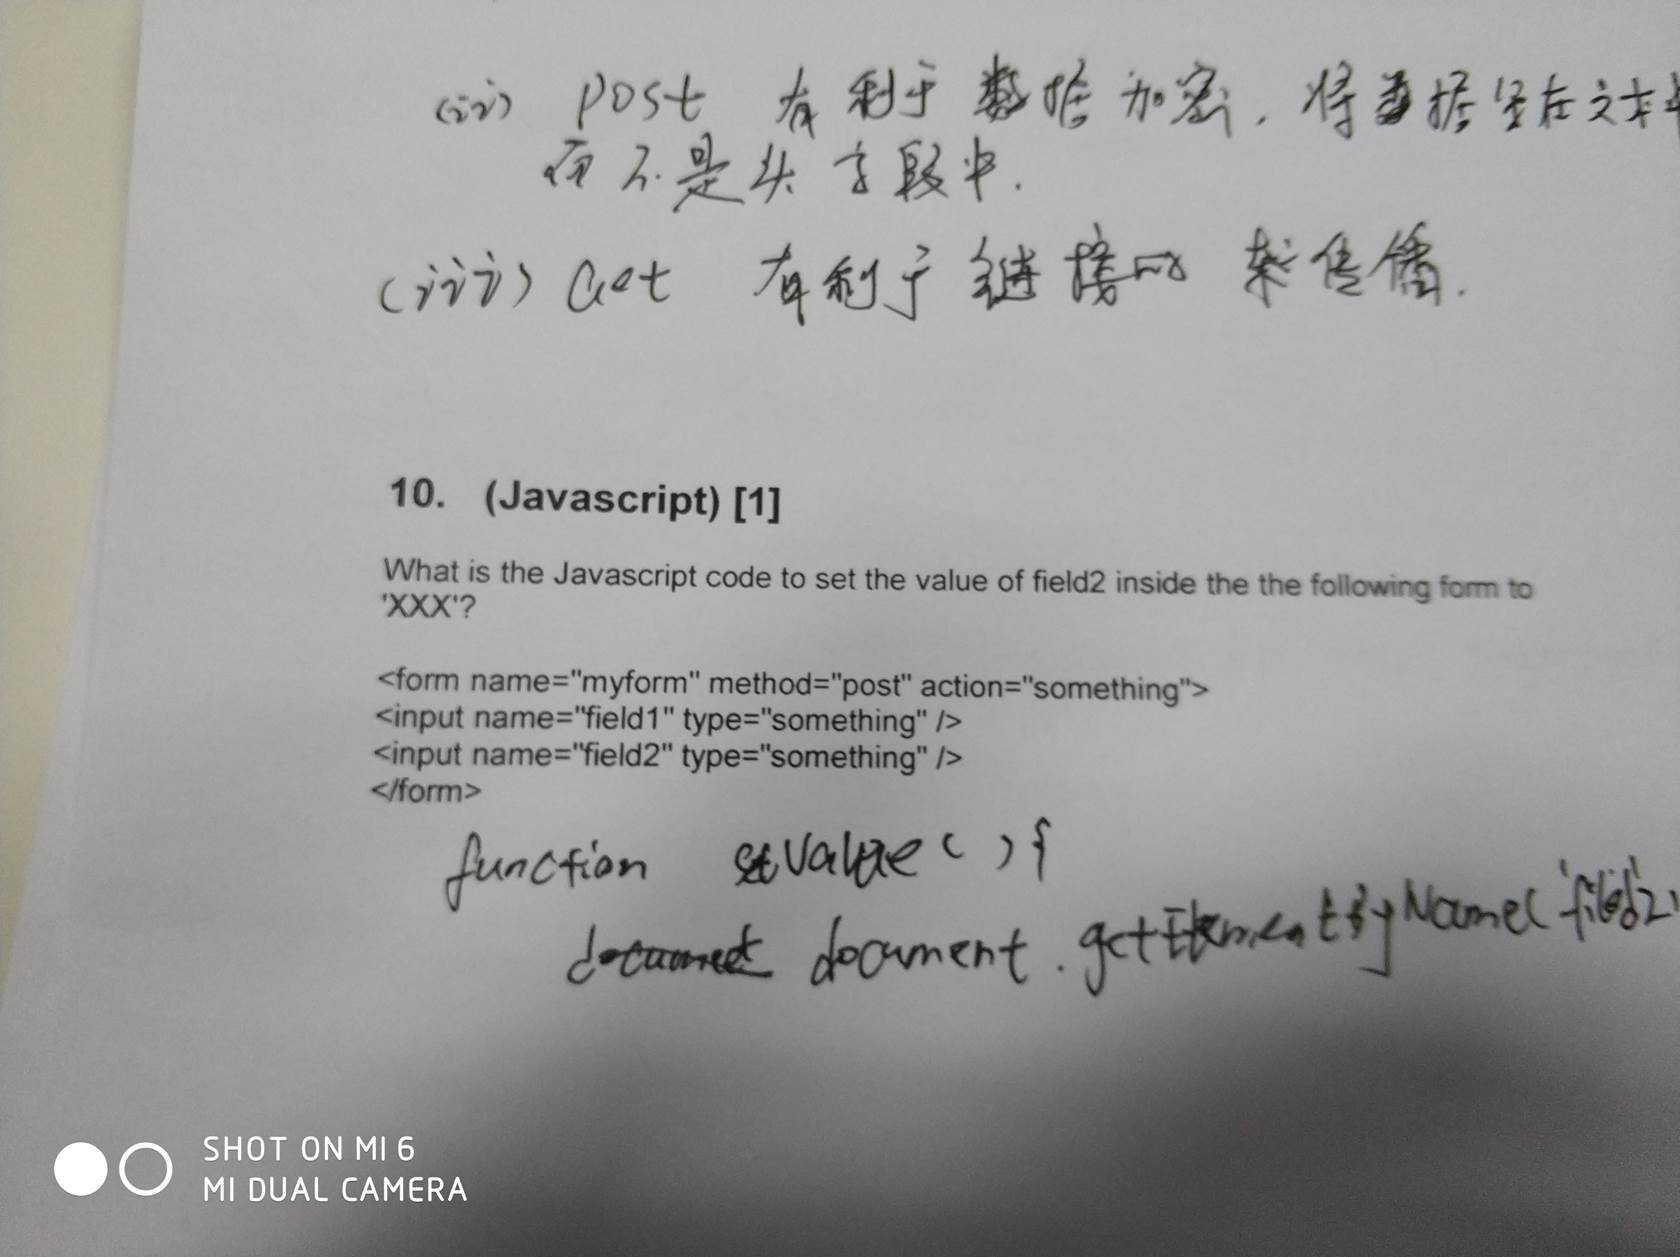 (ii) post 有利于数据加密, 将数据坚在文本
而不是头字段中.
(iii) Get 有利于链接的 传播.
10. (Javascript) [1]
What is the Javascript code to set the value of field2 inside the the following form to
'XXX'?
<form name="myform" method="post" action="something">
<input name="field1" type="something" />
<input name="field2" type="something" />
</form>
function setValue( ) {
document.getElementByName('field2'
SHOT ON MI 6
MI DUAL CAMERA